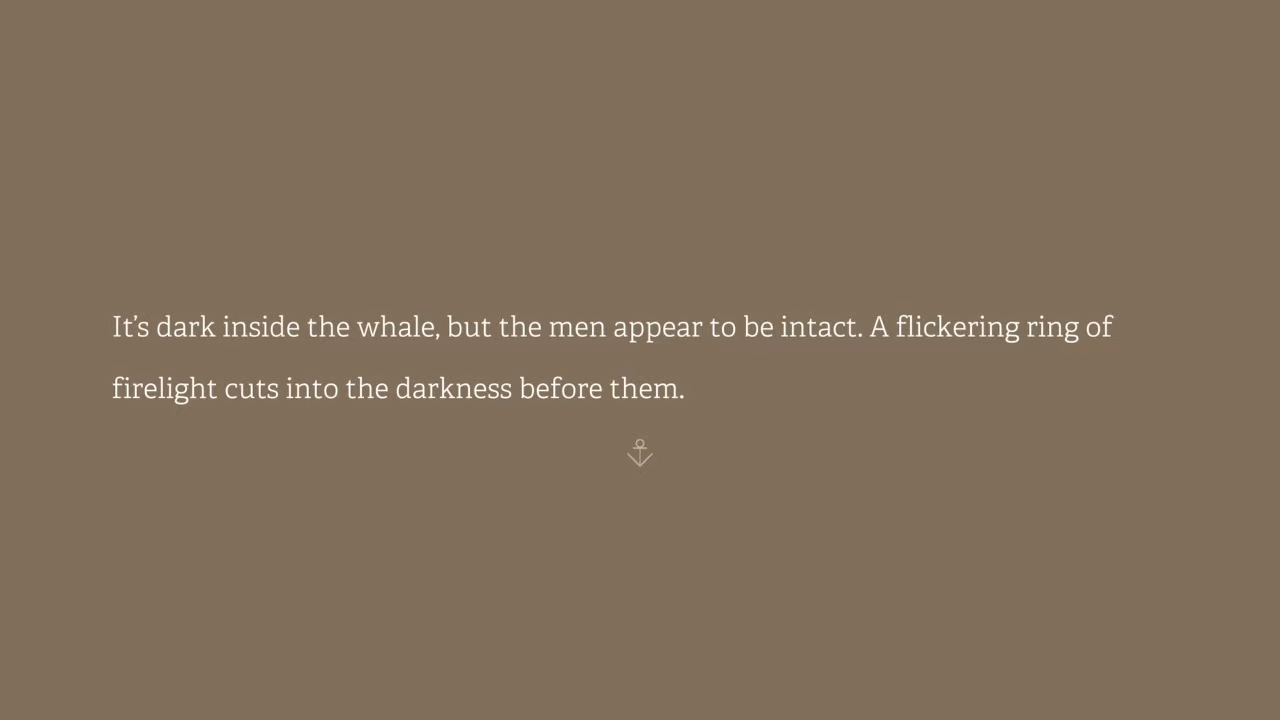 It’s dark inside the whale, but the men appear to be intact. A flickering ring of
firelight cuts into the darkness before them.